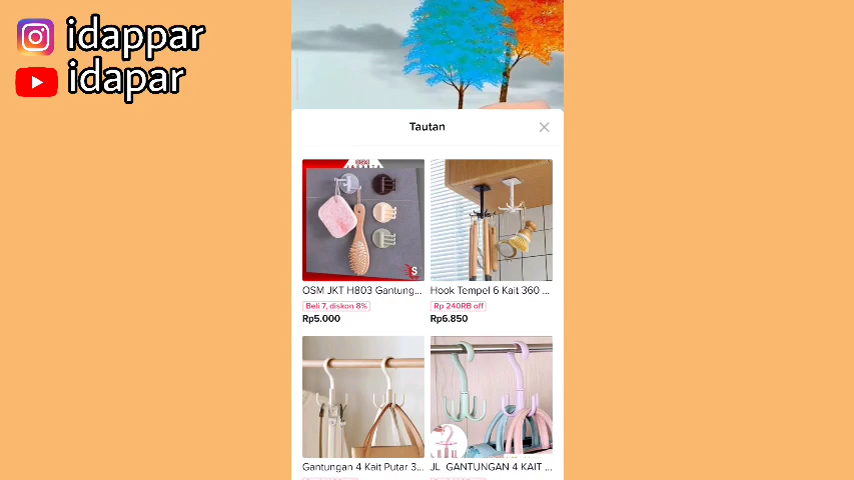 idappar
idapar
Tautan
OSM JKT H803 Gantung...
Hook Tempel 6 Kait 360 ...
Beli 7, diskon 8%
Rp 240RB off
Rp5.000
Rp6.850
Gantungan 4 Kait Putar 3...
JL GANTUNGAN 4 KAIT ...